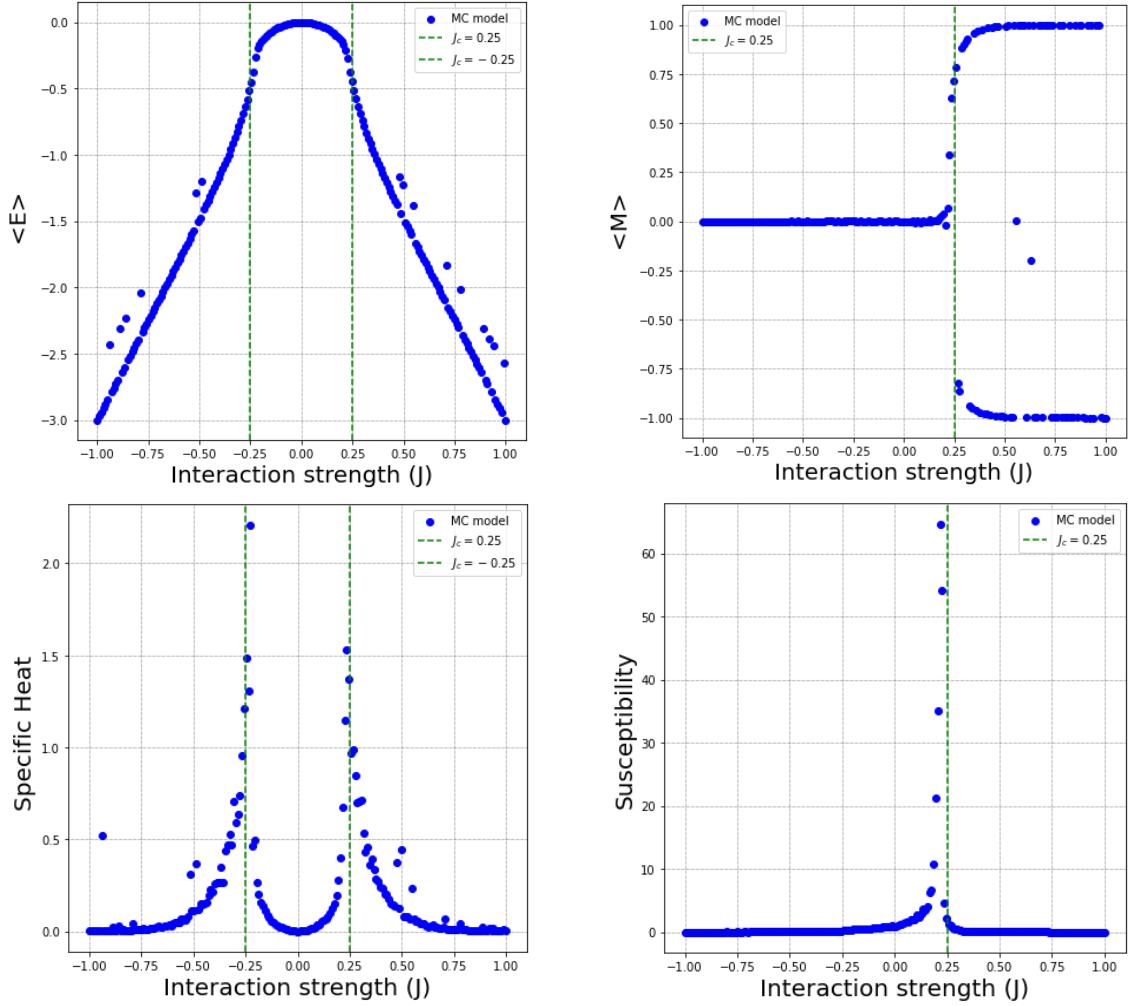 MC model
J_c = 0.25
J_c = − 0.25
0.0
−0.5
−1.0
−1.5
−2.0
−2.5
−3.0
<E>
−1.00 −0.75 −0.50 −0.25 0.00 0.25 0.50 0.75 1.00
Interaction strength (J)
MC model
J_c = 0.25
1.00
0.75
0.50
0.25
0.00
−0.25
−0.50
−0.75
−1.00
<M>
−1.00 −0.75 −0.50 −0.25 0.00 0.25 0.50 0.75 1.00
Interaction strength (J)
MC model
J_c = 0.25
J_c = − 0.25
2.0
1.5
1.0
0.5
0.0
Specific Heat
−1.00 −0.75 −0.50 −0.25 0.00 0.25 0.50 0.75 1.00
Interaction strength (J)
MC model
J_c = 0.25
60
50
40
30
20
10
0
Susceptibility
−1.00 −0.75 −0.50 −0.25 0.00 0.25 0.50 0.75 1.00
Interaction strength (J)